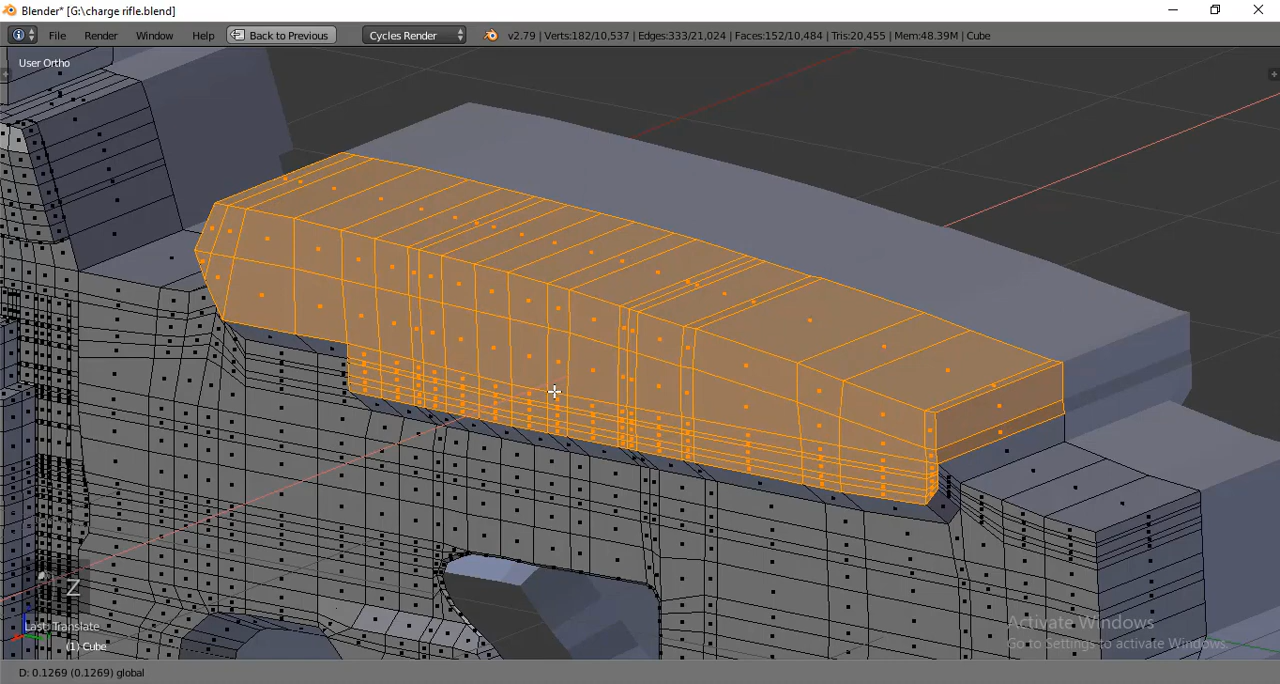 Blender* [G:\charge rifle.blend]
File Render Window Help Back to Previous Cycles Render v2.79 | Verts:182/10,537 | Edges:333/21,024 | Faces:152/10,484 | Tris:20,455 | Mem:48.39M | Cube
User Ortho
Z
Last: Translate
(1) Cube
Activate Windows
Go to Settings to activate Windows.
D: 0.1269 (0.1269) global